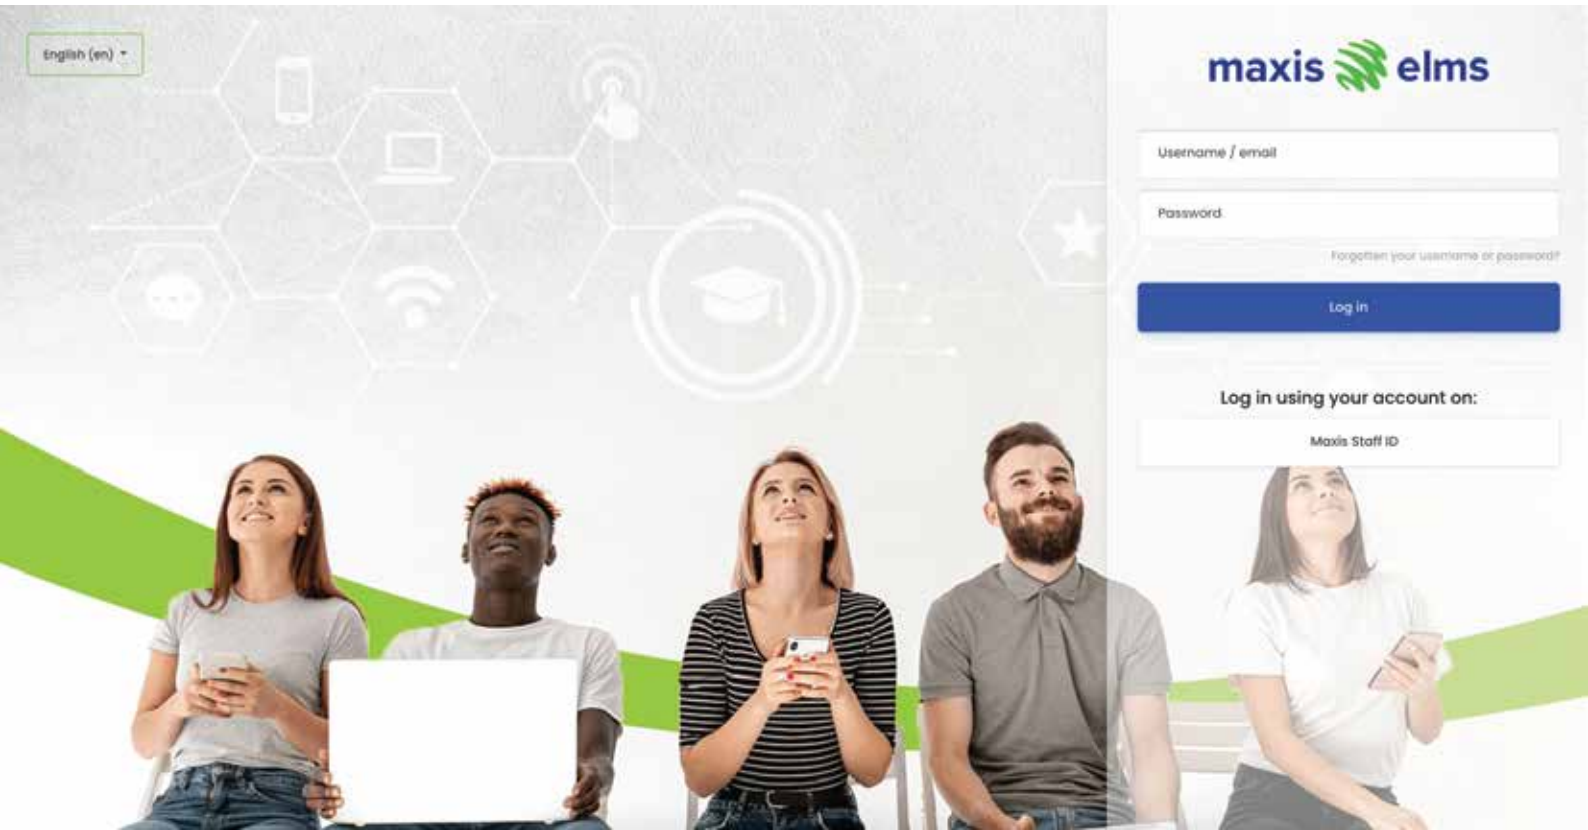 English (en)
maxis elms
Username / email
Password
Forgotten your username or password?
Log in
Log in using your account on:
Maxis Staff ID